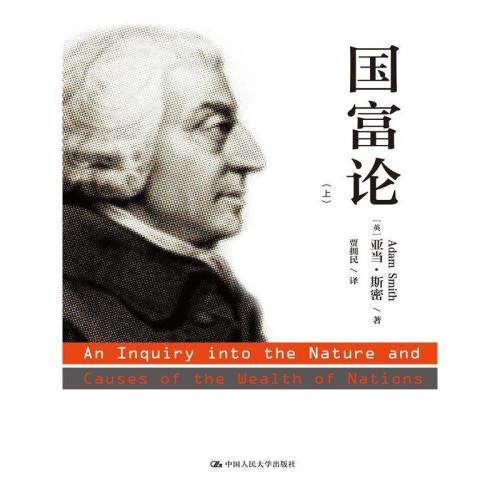 国富论
（上）
［英］亚当·斯密／著
Adam Smith
贾拥民／译
An Inquiry into the Nature and
Causes of the Wealth of Nations
中国人民大学出版社